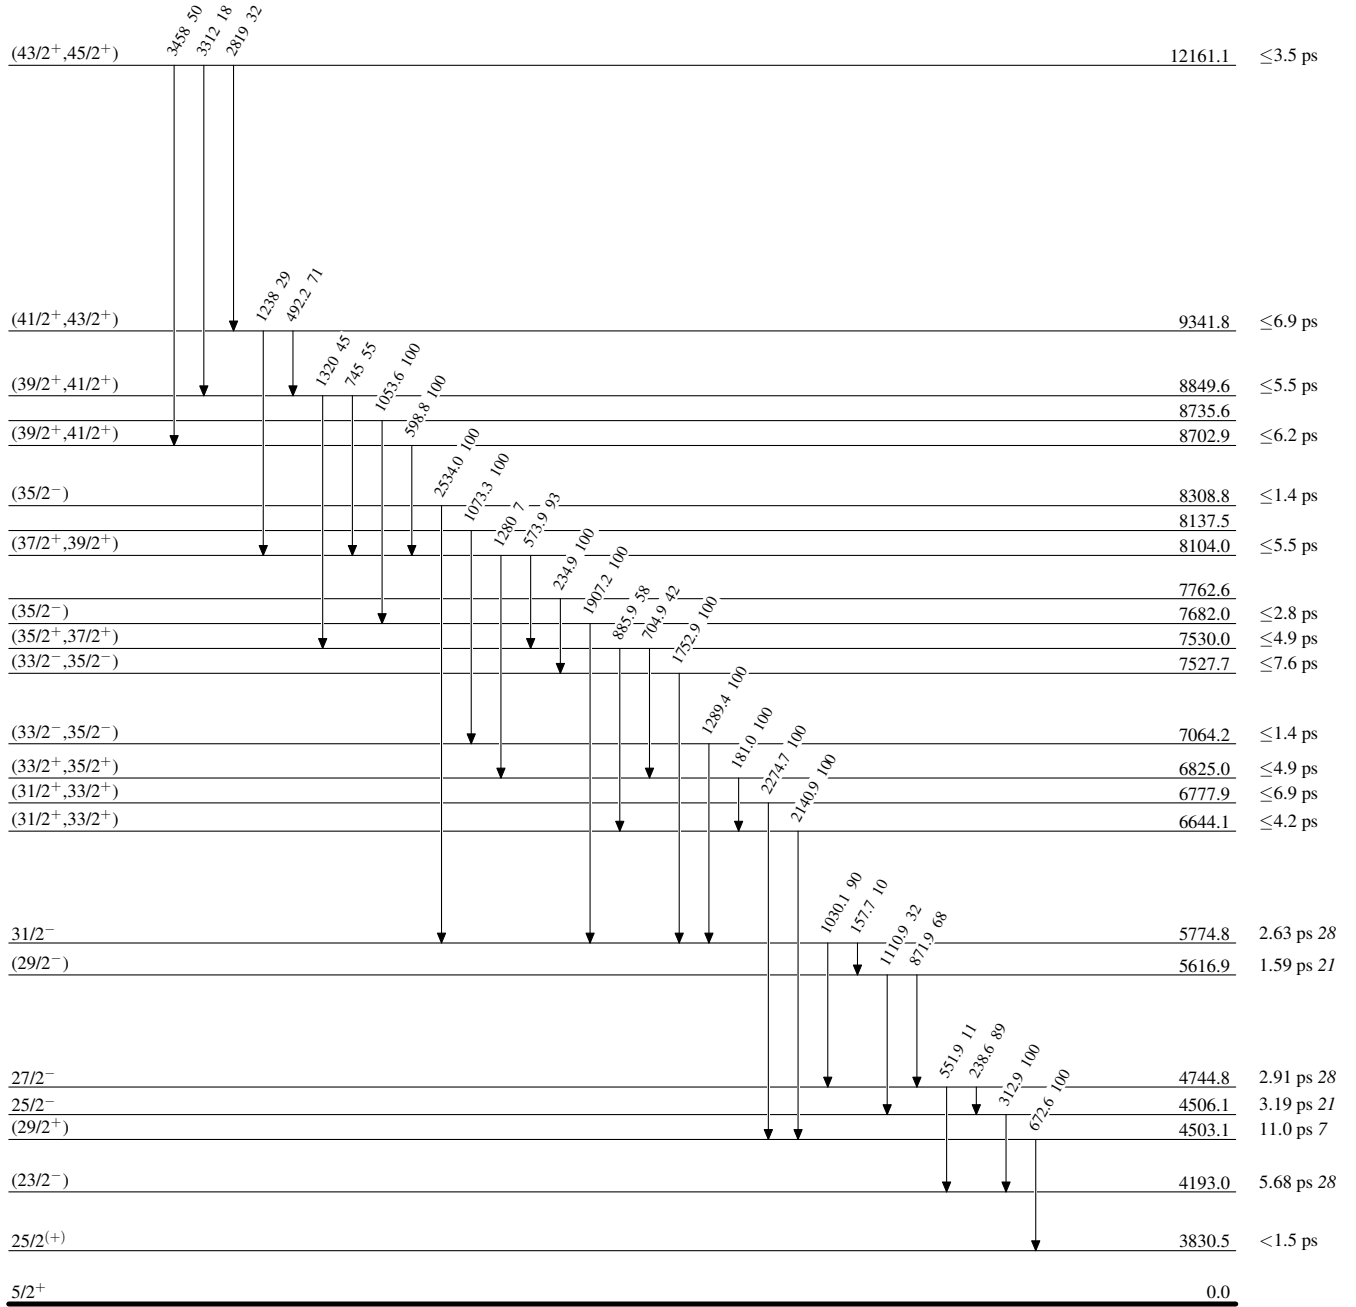 3458 50
3312 18
2819 32
(43/2⁺,45/2⁺) 12161.1 ≤3.5 ps
1238 29
492.2 71
(41/2⁺,43/2⁺) 9341.8 ≤6.9 ps
1320 45
745 55
(39/2⁺,41/2⁺) 8849.6 ≤5.5 ps
1053.6 100
8735.6
598.8 100
(39/2⁺,41/2⁺) 8702.9 ≤6.2 ps
2534.0 100
(35/2⁻) 8308.8 ≤1.4 ps
1073.3 100
8137.5
1280 7
573.9 93
(37/2⁺,39/2⁺) 8104.0 ≤5.5 ps
234.9 100
7762.6
1907.2 100
(35/2⁻) 7682.0 ≤2.8 ps
885.9 58
704.9 42
(35/2⁺,37/2⁺) 7530.0 ≤4.9 ps
1752.9 100
(33/2⁻,35/2⁻) 7527.7 ≤7.6 ps
1289.4 100
(33/2⁻,35/2⁻) 7064.2 ≤1.4 ps
181.0 100
(33/2⁺,35/2⁺) 6825.0 ≤4.9 ps
2274.7 100
(31/2⁺,33/2⁺) 6777.9 ≤6.9 ps
2140.9 100
(31/2⁺,33/2⁺) 6644.1 ≤4.2 ps
1030.1 90
157.7 10
31/2⁻ 5774.8 2.63 ps 28
1110.9 32
871.9 68
(29/2⁻) 5616.9 1.59 ps 21
551.9 11
238.6 89
27/2⁻ 4744.8 2.91 ps 28
312.9 100
25/2⁻ 4506.1 3.19 ps 21
672.6 100
(29/2⁺) 4503.1 11.0 ps 7
(23/2⁻) 4193.0 5.68 ps 28
25/2⁽⁺⁾ 3830.5 <1.5 ps
5/2⁺ 0.0